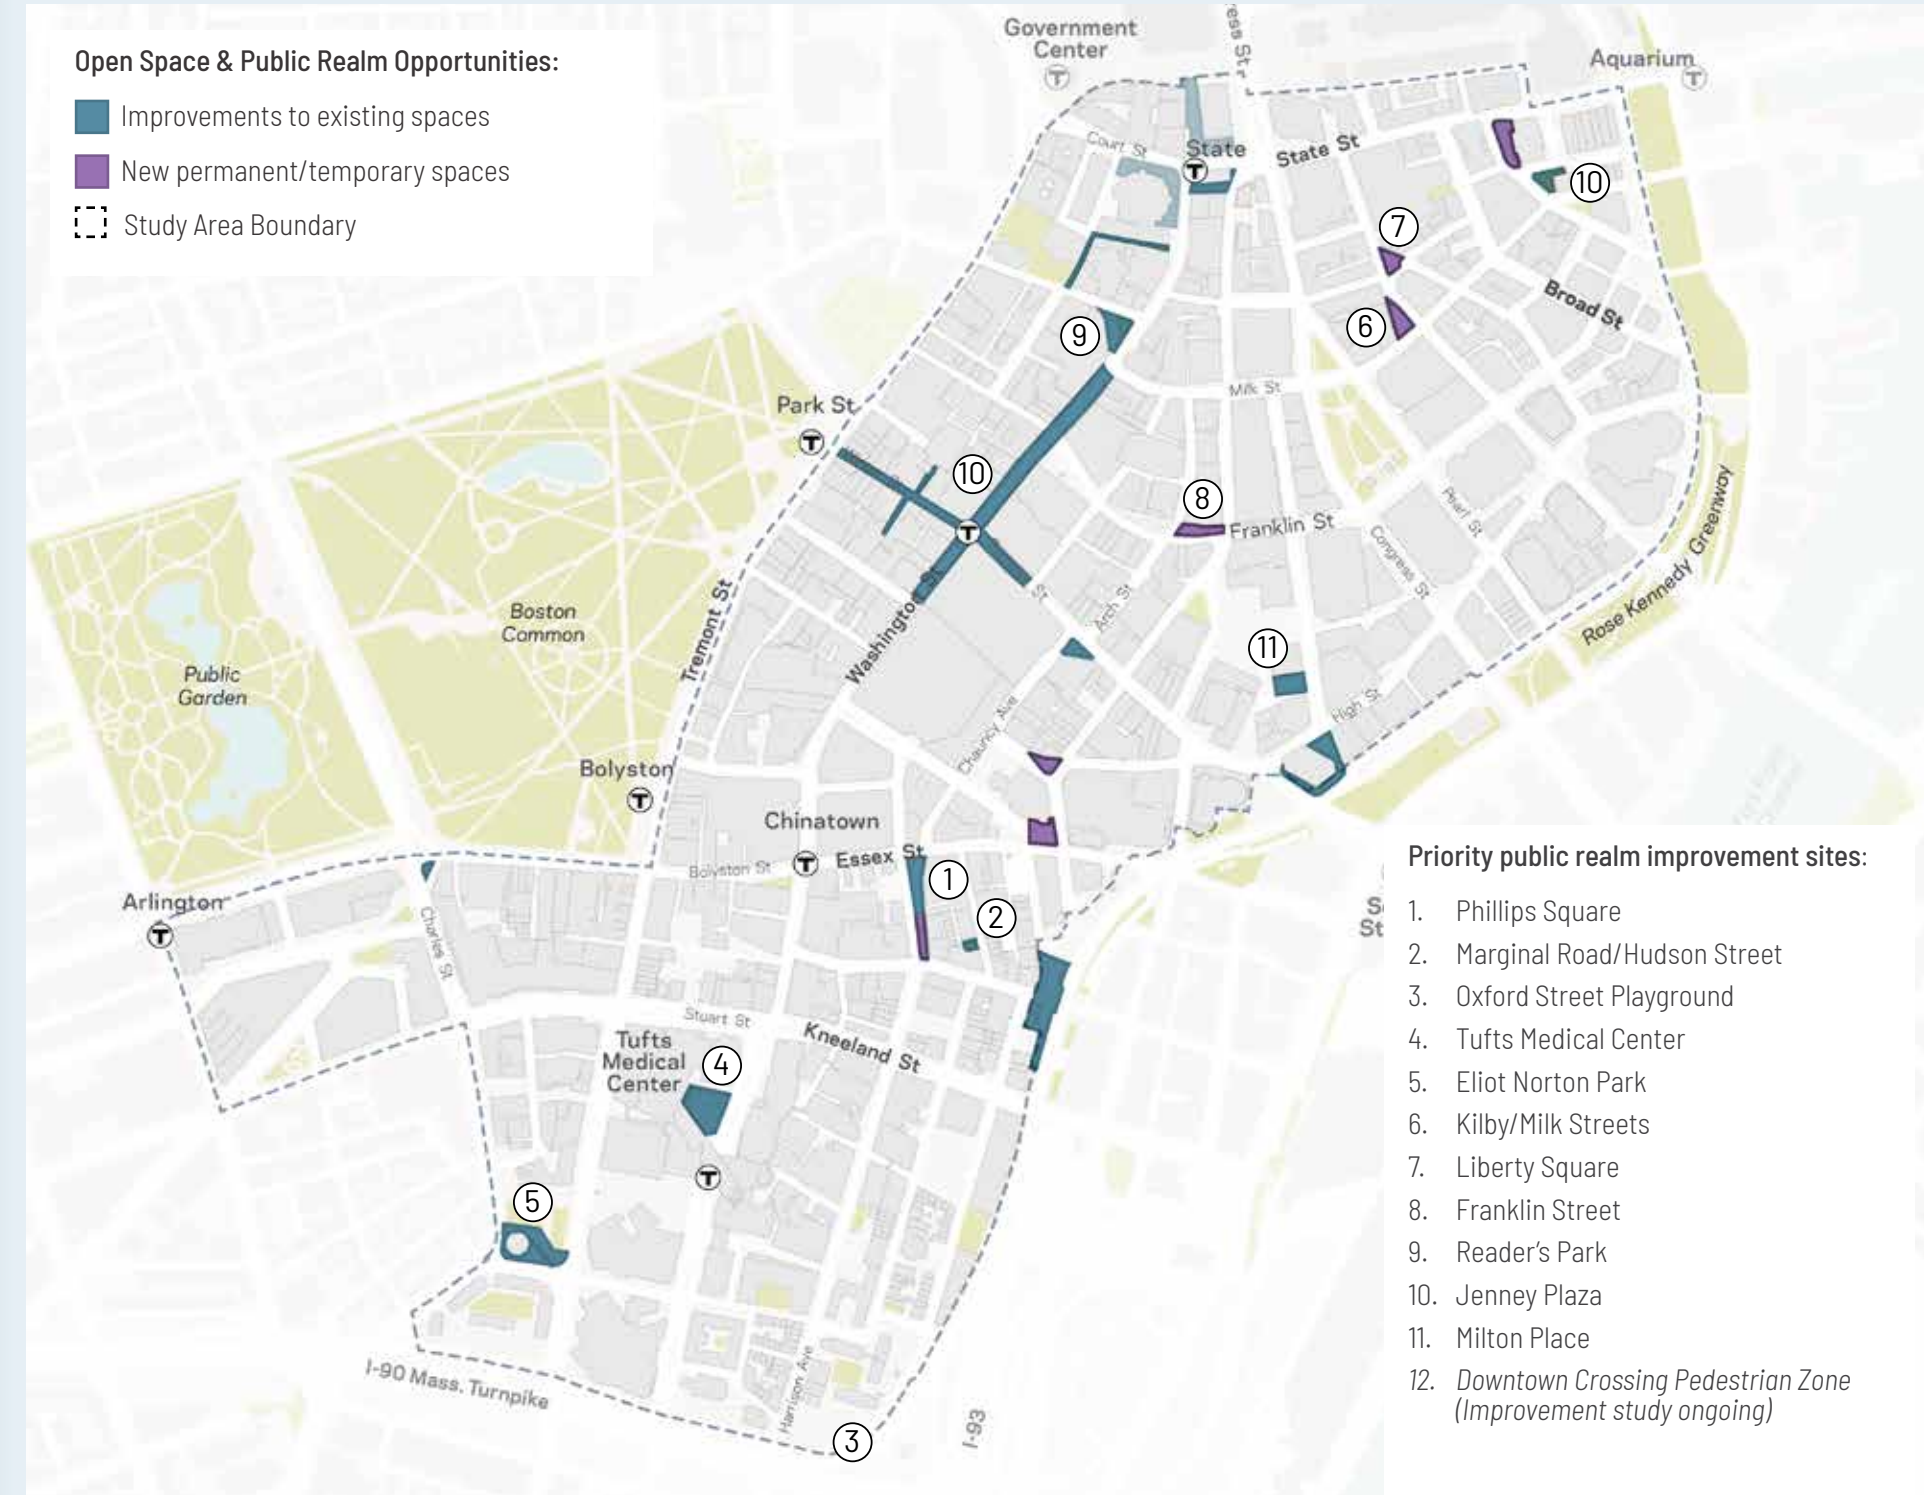 Open Space & Public Realm Opportunities:
Improvements to existing spaces
New permanent/temporary spaces
Study Area Boundary
Government
Center
T
Aquarium
T
Court St
State
T
State St
10
7
Broad St
6
9
Milk St
Park St
T
10
T
8
Franklin St
Pearl St
Congress St
Rose Kennedy Greenway
St
Arch St
Washington St
Tremont St
Boston
Common
Public
Garden
11
High St
Chauncy Ave
Bolyston
T
Chinatown
T
Essex St
Bolyston St
1
2
Arlington
T
Charles St
Stuart St
Kneeland St
Tufts
Medical
Center
4
T
5
I-90 Mass. Turnpike
Harrison Ave
3
I-93
Priority public realm improvement sites:
1. Phillips Square
2. Marginal Road/Hudson Street
3. Oxford Street Playground
4. Tufts Medical Center
5. Eliot Norton Park
6. Kilby/Milk Streets
7. Liberty Square
8. Franklin Street
9. Reader's Park
10. Jenney Plaza
11. Milton Place
12. Downtown Crossing Pedestrian Zone
(Improvement study ongoing)